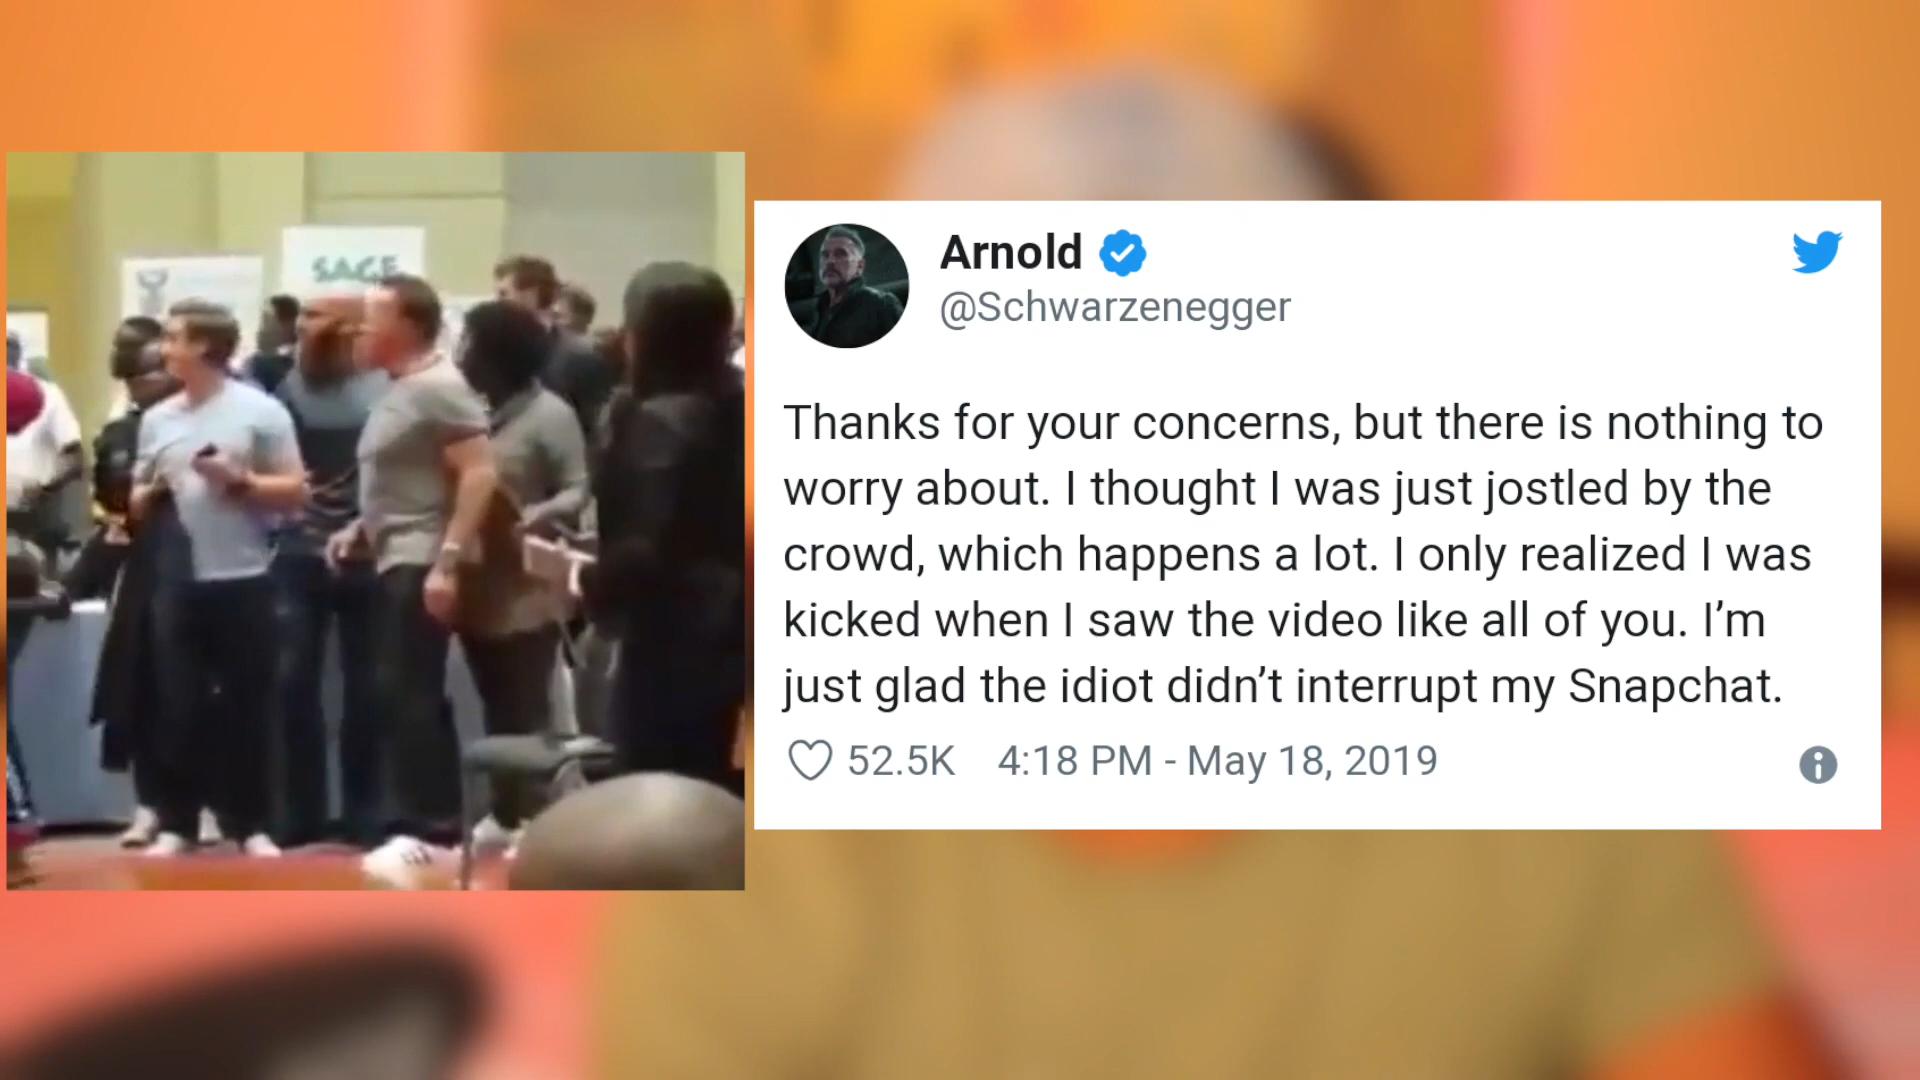 SAGE
Arnold
@Schwarzenegger
Thanks for your concerns, but there is nothing to
worry about. I thought I was just jostled by the
crowd, which happens a lot. I only realized I was
kicked when I saw the video like all of you. I’m
just glad the idiot didn’t interrupt my Snapchat.
52.5K 4:18 PM - May 18, 2019